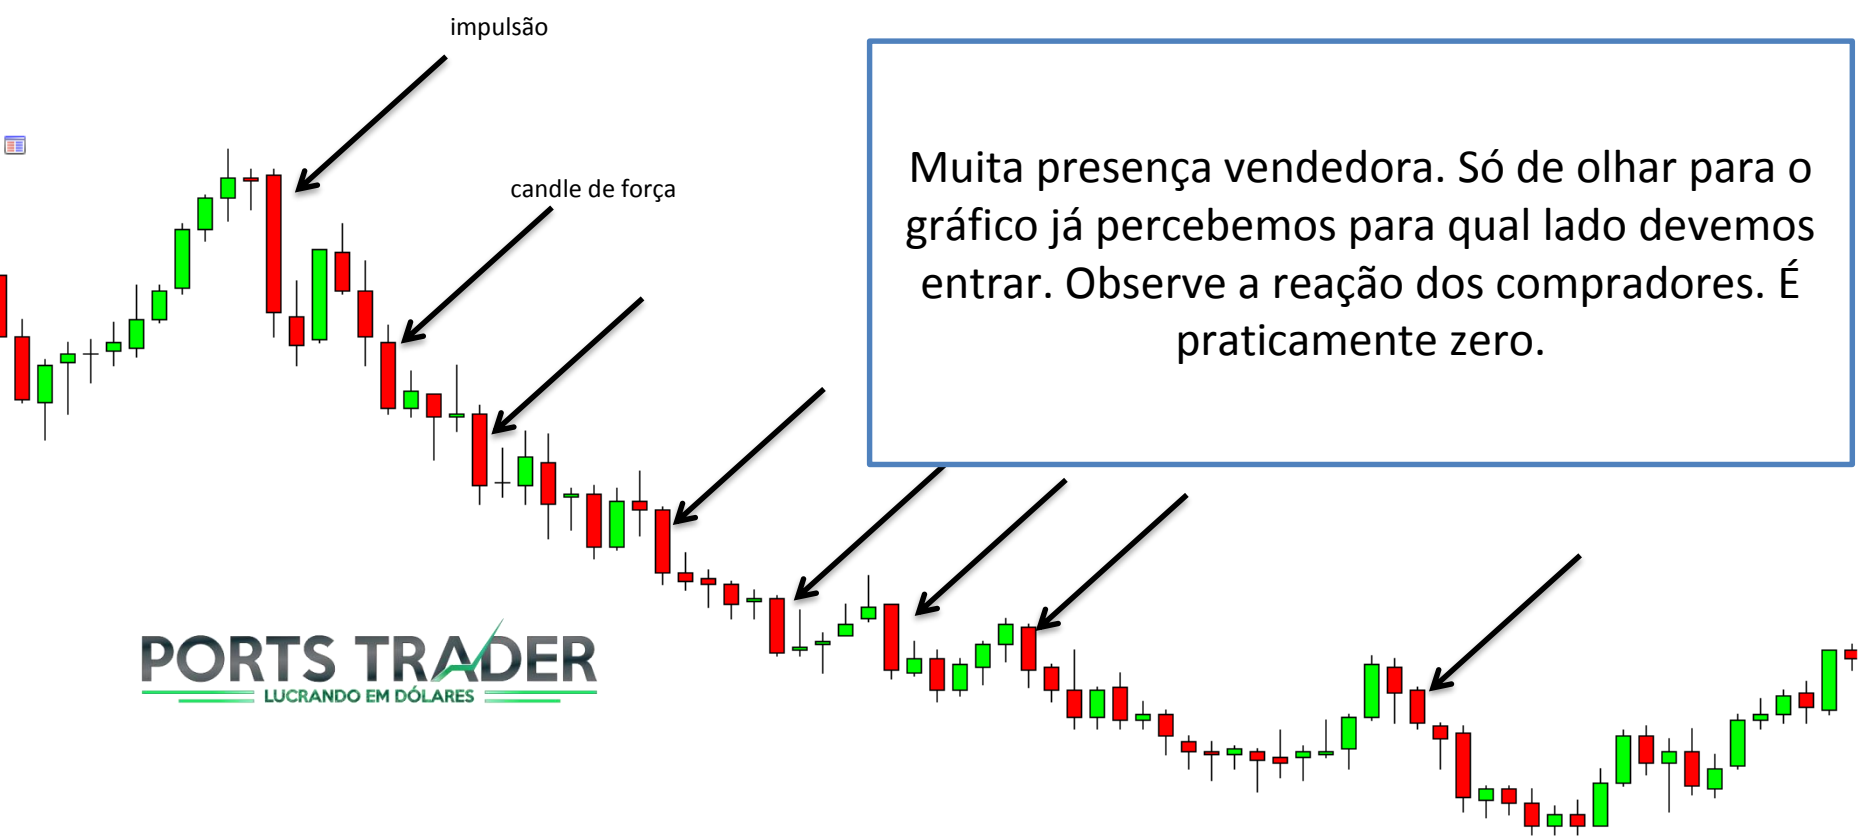 impulsão
candle de força
Muita presença vendedora. Só de olhar para o
gráfico já percebemos para qual lado devemos
entrar. Observe a reação dos compradores. É
praticamente zero.
PORTS TRADER
LUCRANDO EM DÓLARES